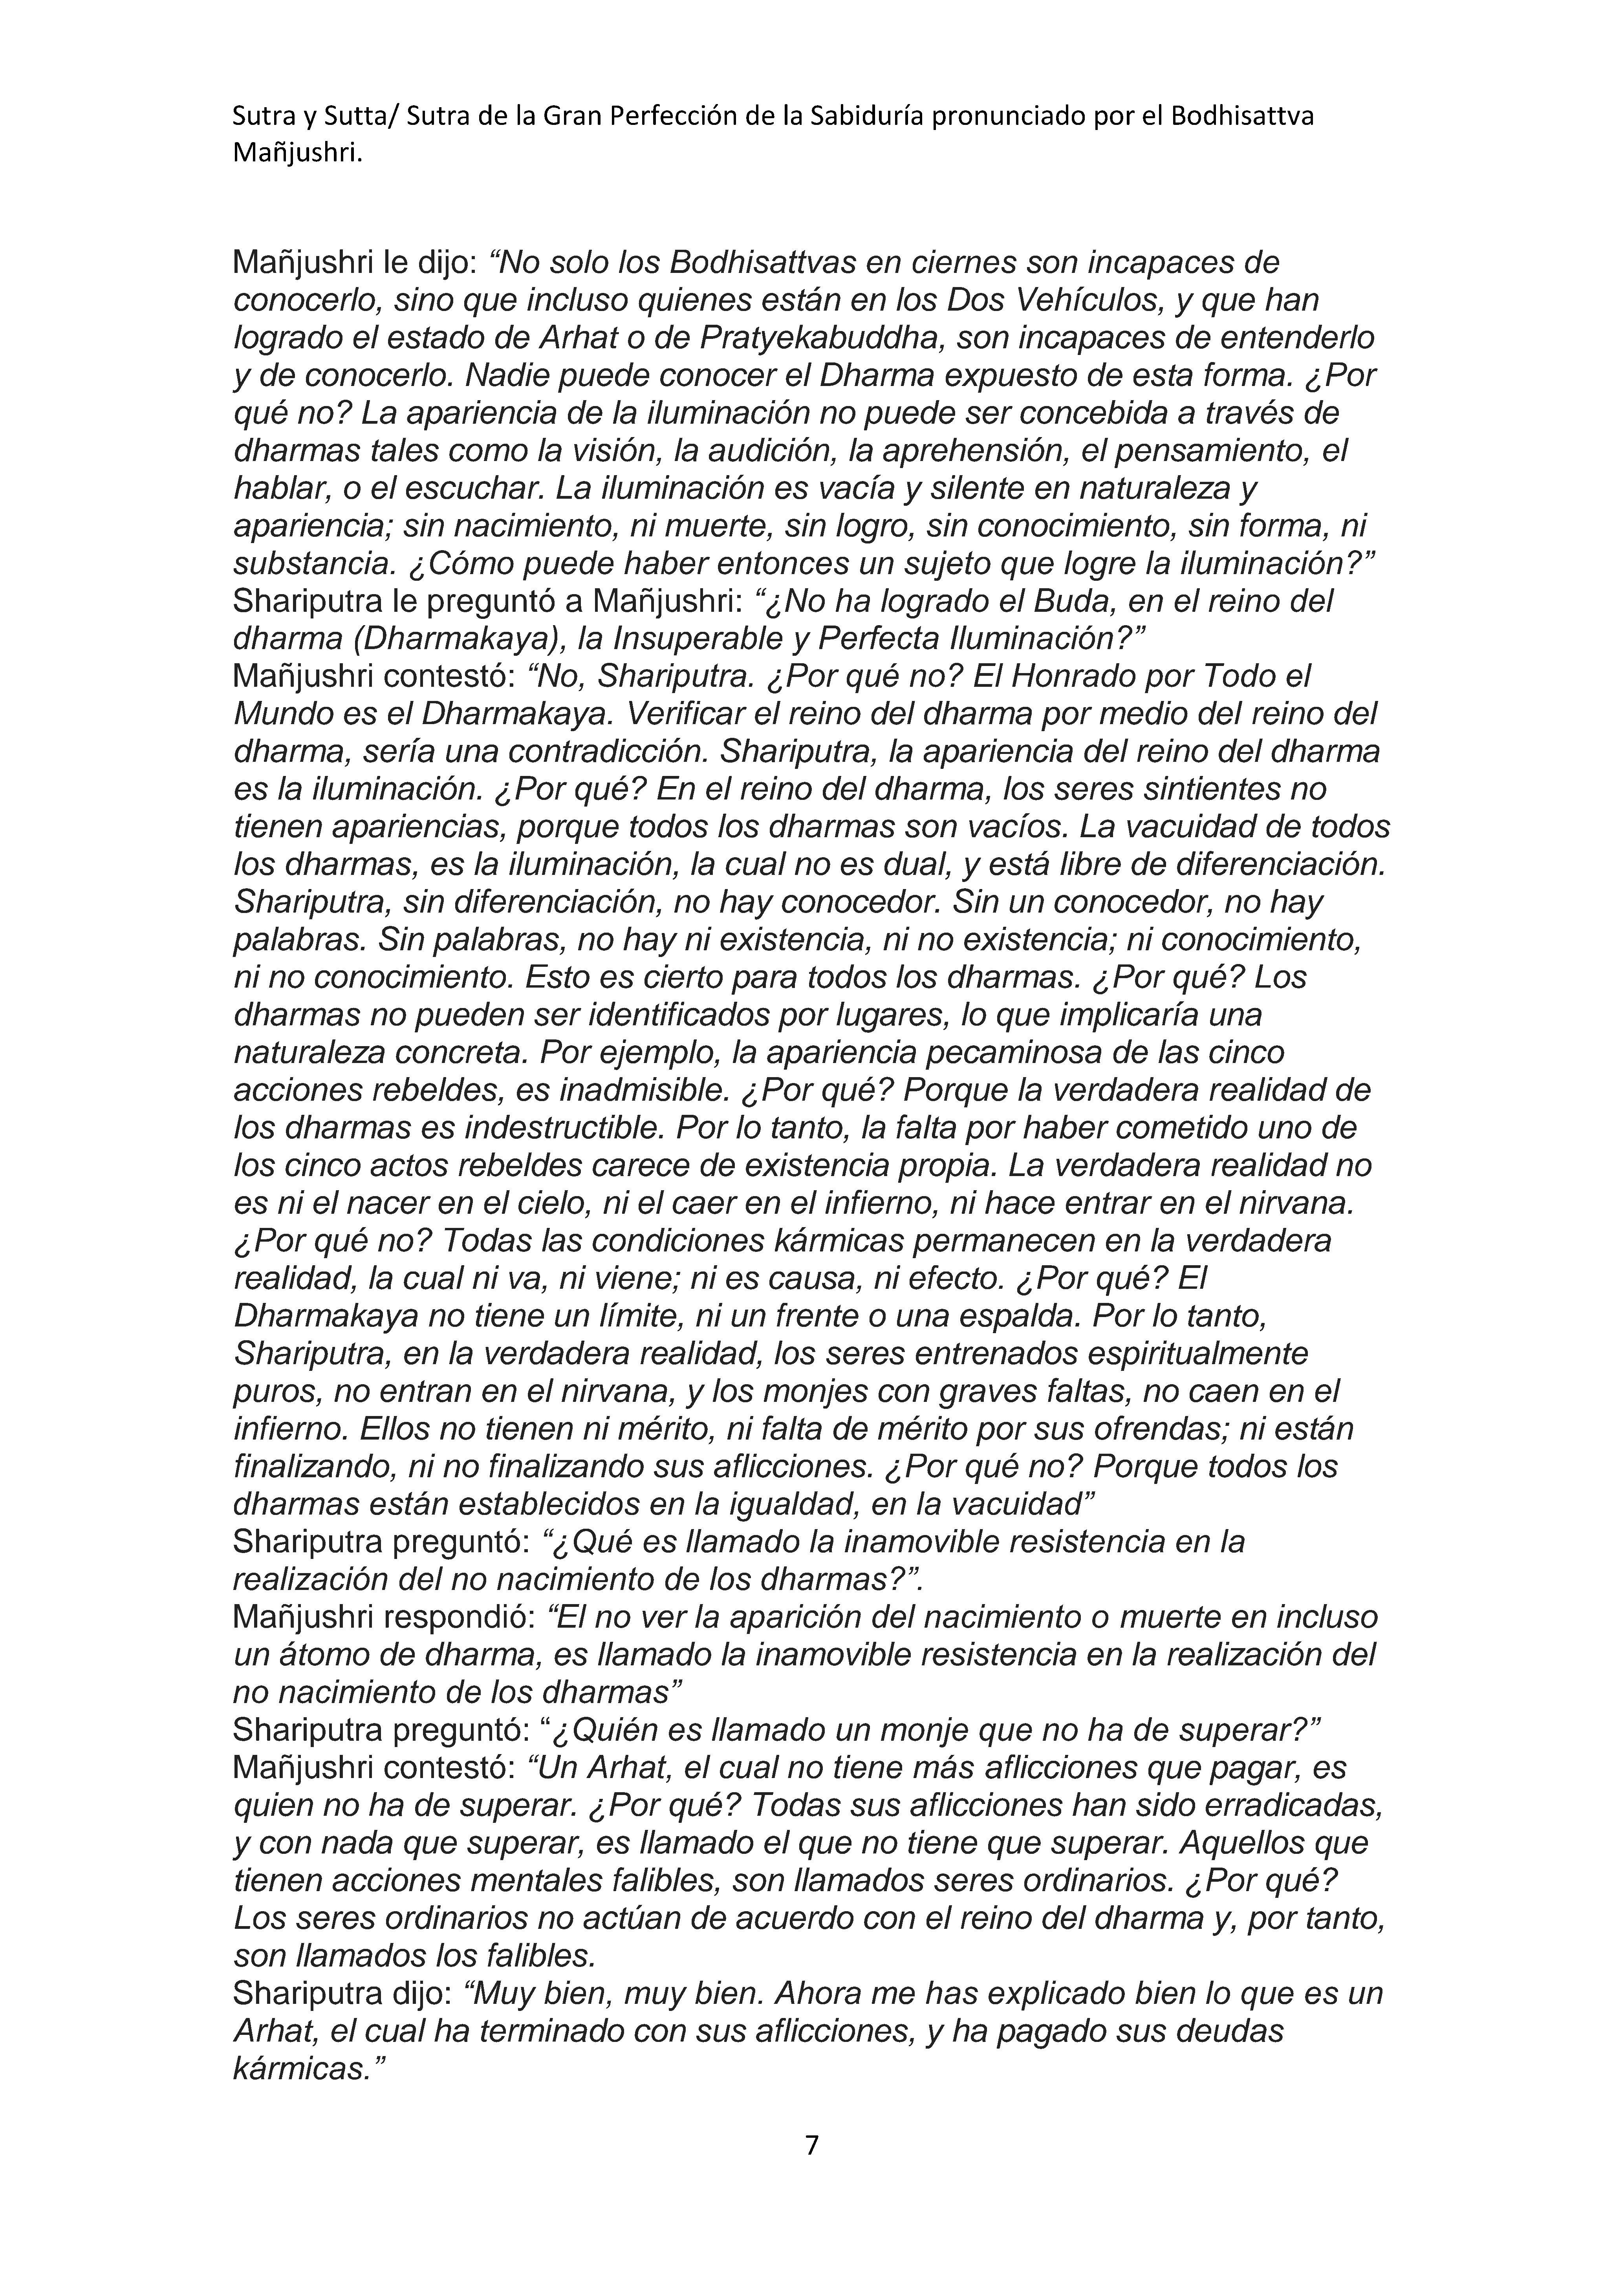 Sutra y Sutta/ Sutra de la Gran Perfección de la Sabiduría pronunciado por el Bodhisattva
Mañjushri.
Mañjushri le dijo: “No solo los Bodhisattvas en ciernes son incapaces de
conocerlo, sino que incluso quienes están en los Dos Vehículos, y que han
logrado el estado de Arhat o de Pratyekabuddha, son incapaces de entenderlo
y de conocerlo. Nadie puede conocer el Dharma expuesto de esta forma. ¿Por
qué no? La apariencia de la iluminación no puede ser concebida a través de
dharmas tales como la visión, la audición, la aprehensión, el pensamiento, el
hablar, o el escuchar. La iluminación es vacía y silente en naturaleza y
apariencia; sin nacimiento, ni muerte, sin logro, sin conocimiento, sin forma, ni
substancia. ¿Cómo puede haber entonces un sujeto que logre la iluminación?”
Shariputra le preguntó a Mañjushri: “¿No ha logrado el Buda, en el reino del
dharma (Dharmakaya), la Insuperable y Perfecta Iluminación?”
Mañjushri contestó: “No, Shariputra. ¿Por qué no? El Honrado por Todo el
Mundo es el Dharmakaya. Verificar el reino del dharma por medio del reino del
dharma, sería una contradicción. Shariputra, la apariencia del reino del dharma
es la iluminación. ¿Por qué? En el reino del dharma, los seres sintientes no
tienen apariencias, porque todos los dharmas son vacíos. La vacuidad de todos
los dharmas, es la iluminación, la cual no es dual, y está libre de diferenciación.
Shariputra, sin diferenciación, no hay conocedor. Sin un conocedor, no hay
palabras. Sin palabras, no hay ni existencia, ni no existencia; ni conocimiento,
ni no conocimiento. Esto es cierto para todos los dharmas. ¿Por qué? Los
dharmas no pueden ser identificados por lugares, lo que implicaría una
naturaleza concreta. Por ejemplo, la apariencia pecaminosa de las cinco
acciones rebeldes, es inadmisible. ¿Por qué? Porque la verdadera realidad de
los dharmas es indestructible. Por lo tanto, la falta por haber cometido uno de
los cinco actos rebeldes carece de existencia propia. La verdadera realidad no
es ni el nacer en el cielo, ni el caer en el infierno, ni hace entrar en el nirvana.
¿Por qué no? Todas las condiciones kármicas permanecen en la verdadera
realidad, la cual ni va, ni viene; ni es causa, ni efecto. ¿Por qué? El
Dharmakaya no tiene un límite, ni un frente o una espalda. Por lo tanto,
Shariputra, en la verdadera realidad, los seres entrenados espiritualmente
puros, no entran en el nirvana, y los monjes con graves faltas, no caen en el
infierno. Ellos no tienen ni mérito, ni falta de mérito por sus ofrendas; ni están
finalizando, ni no finalizando sus aflicciones. ¿Por qué no? Porque todos los
dharmas están establecidos en la igualdad, en la vacuidad”
Shariputra preguntó: “¿Qué es llamado la inamovible resistencia en la
realización del no nacimiento de los dharmas?”.
Mañjushri respondió: “El no ver la aparición del nacimiento o muerte en incluso
un átomo de dharma, es llamado la inamovible resistencia en la realización del
no nacimiento de los dharmas”
Shariputra preguntó: “¿Quién es llamado un monje que no ha de superar?”
Mañjushri contestó: “Un Arhat, el cual no tiene más aflicciones que pagar, es
quien no ha de superar. ¿Por qué? Todas sus aflicciones han sido erradicadas,
y con nada que superar, es llamado el que no tiene que superar. Aquellos que
tienen acciones mentales falibles, son llamados seres ordinarios. ¿Por qué?
Los seres ordinarios no actúan de acuerdo con el reino del dharma y, por tanto,
son llamados los falibles.
Shariputra dijo: “Muy bien, muy bien. Ahora me has explicado bien lo que es un
Arhat, el cual ha terminado con sus aflicciones, y ha pagado sus deudas
kármicas.”
7